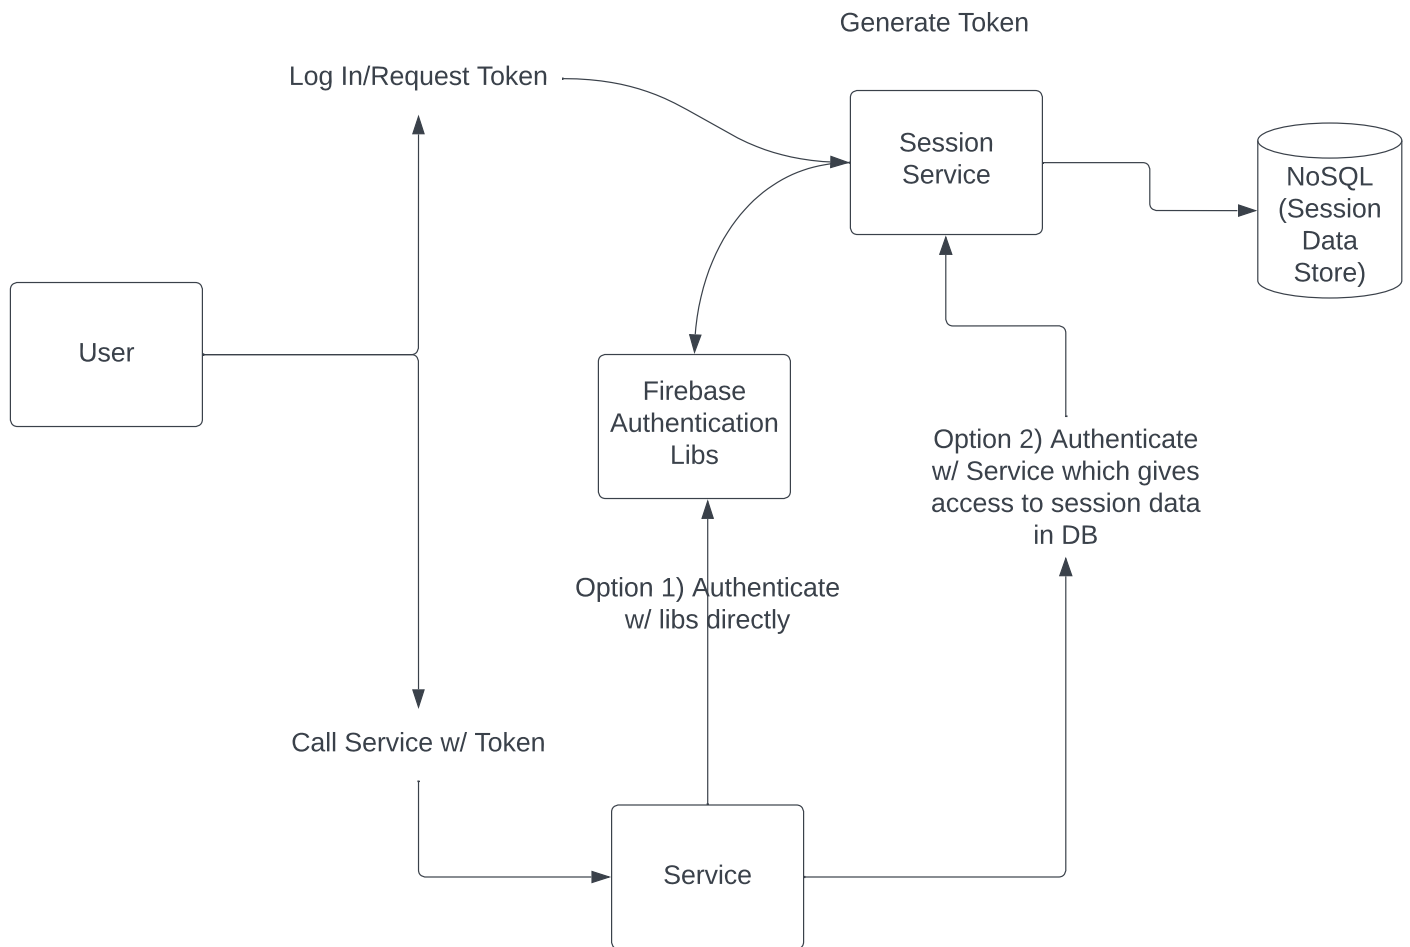 Generate Token
Log In/Request Token
Session
Service
NoSQL
(Session
Data
Store)
User
Firebase
Authentication
Libs
Option 2) Authenticate
w/ Service which gives
access to session data
in DB
Option 1) Authenticate
w/ libs directly
Call Service w/ Token
Service